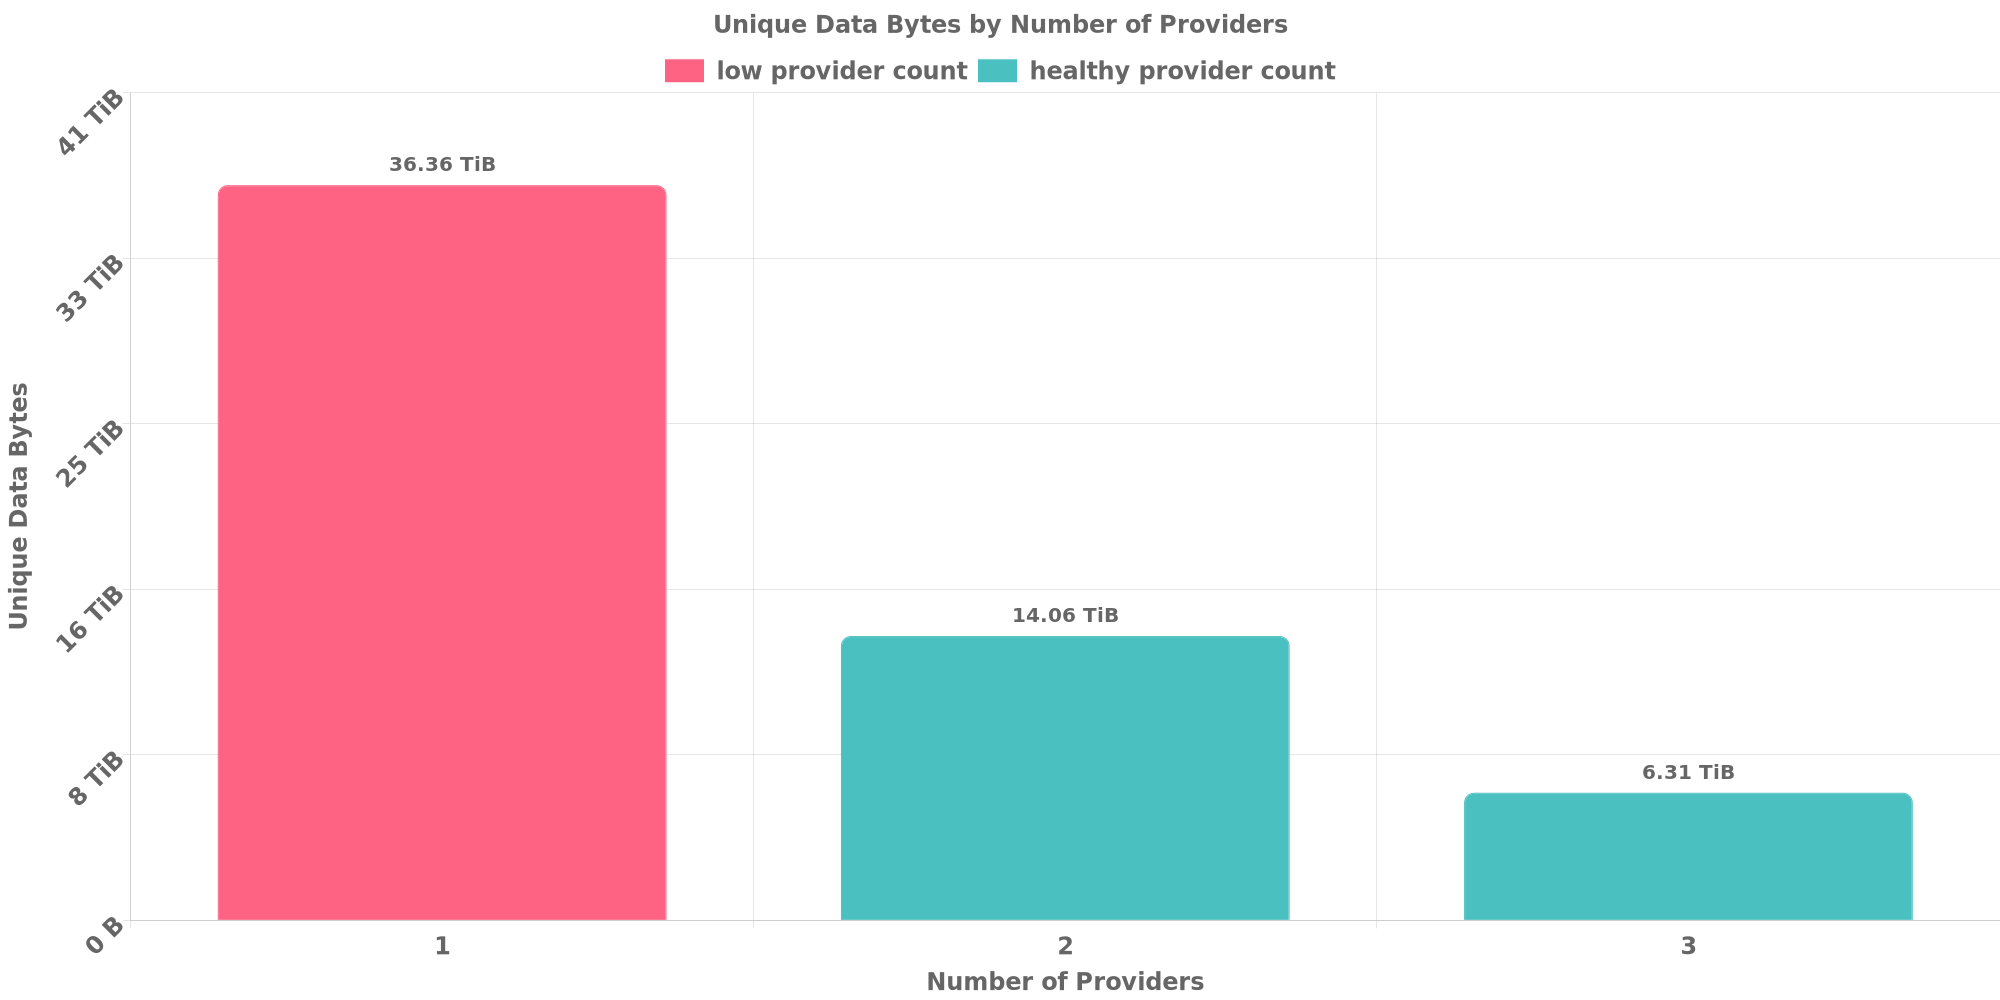 Unique Data Bytes by Number of Providers
low provider count healthy provider count
41 TiB
33 TiB
25 TiB
16 TiB
8 TiB
0 B
Unique Data Bytes
36.36 TiB
14.06 TiB
6.31 TiB
1 2 3
Number of Providers